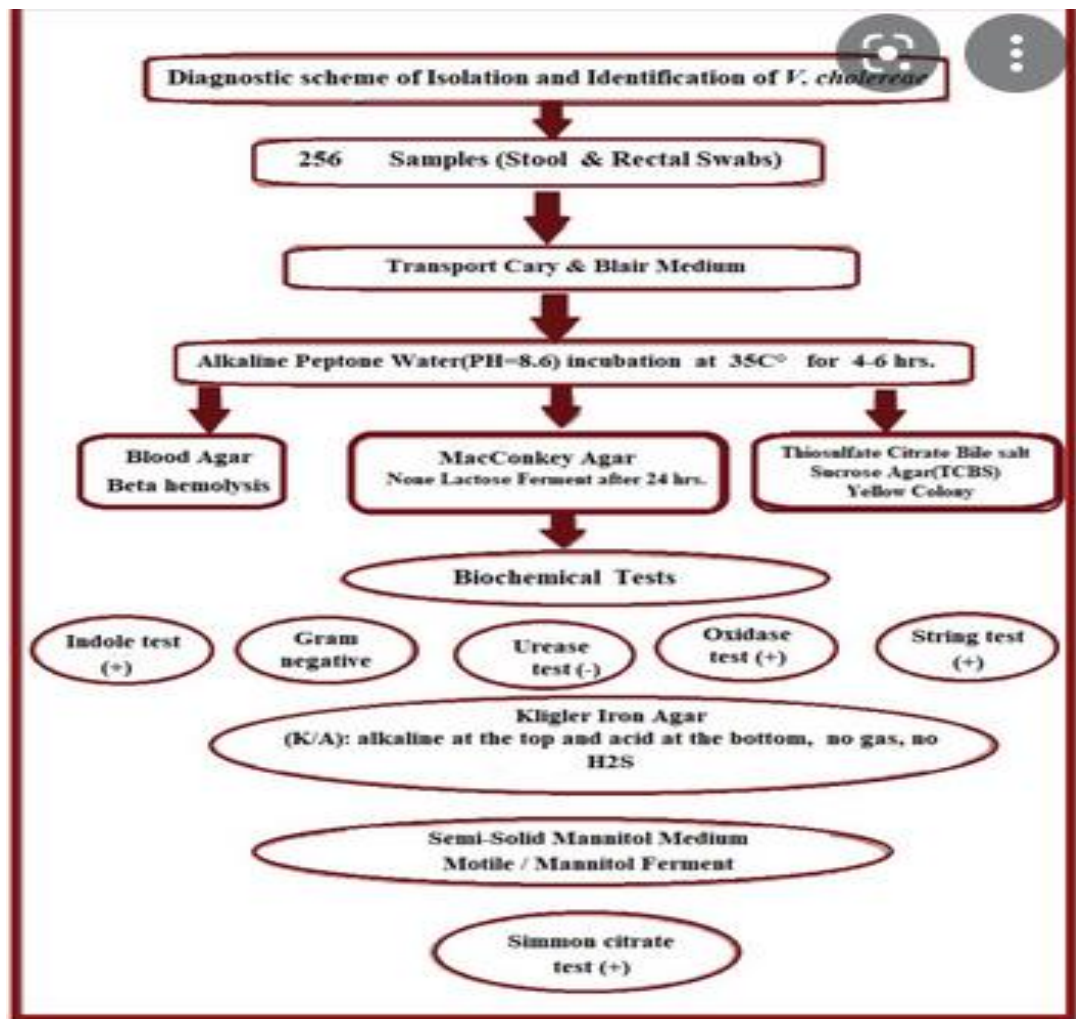 Diagnostic scheme of Isolation and Identification of V. cholereae
256 Samples (Stool & Rectal Swabs)
Transport Cary & Blair Medium
Alkaline Peptone Water(PH=8.6) incubation at 35C° for 4-6 hrs.
Blood Agar
Beta hemolysis
MacConkey Agar
None Lactose Ferment after 24 hrs.
Thiosulfate Citrate Bile salt
Sucrose Agar(TCBS)
Yellow Colony
Biochemical Tests
Indole test
(+)
Gram
negative
Urease
test (-)
Oxidase
test (+)
String test
(+)
Kligler Iron Agar
(K/A): alkaline at the top and acid at the bottom, no gas, no
H2S
Semi-Solid Mannitol Medium
Motile / Mannitol Ferment
Simmon citrate
test (+)